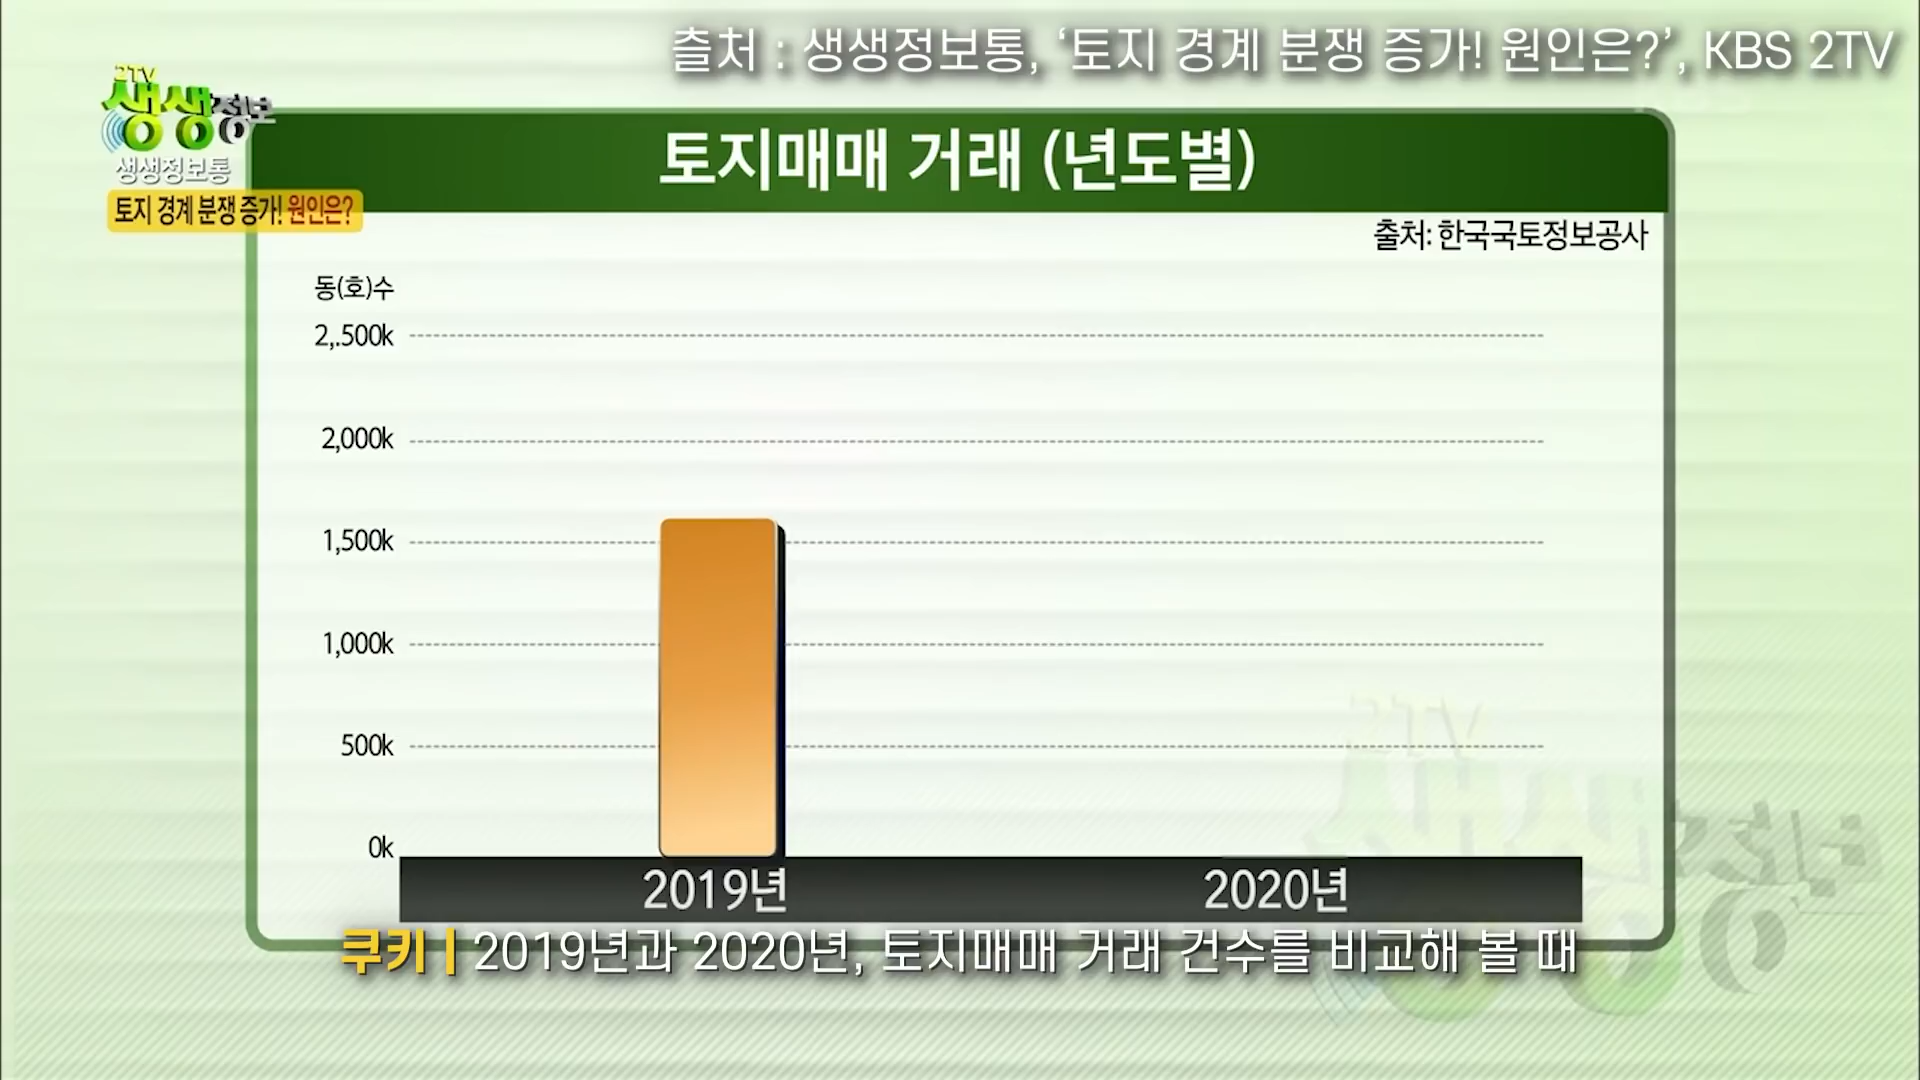 출처 : 생생정보통, ‘토지 경계 분쟁 증가! 원인은?’, KBS 2TV
2TV
생생정보
생생정보통
토지 경계 분쟁 증가! 원인은?
토지매매 거래 (년도별)
출처: 한국국토정보공사
동(호)수
2,.500k
2,000k
1,500k
1,000k
500k
0k
2019년
2020년
2TV
생생정보
쿠키 | 2019년과 2020년, 토지매매 거래 건수를 비교해 볼 때